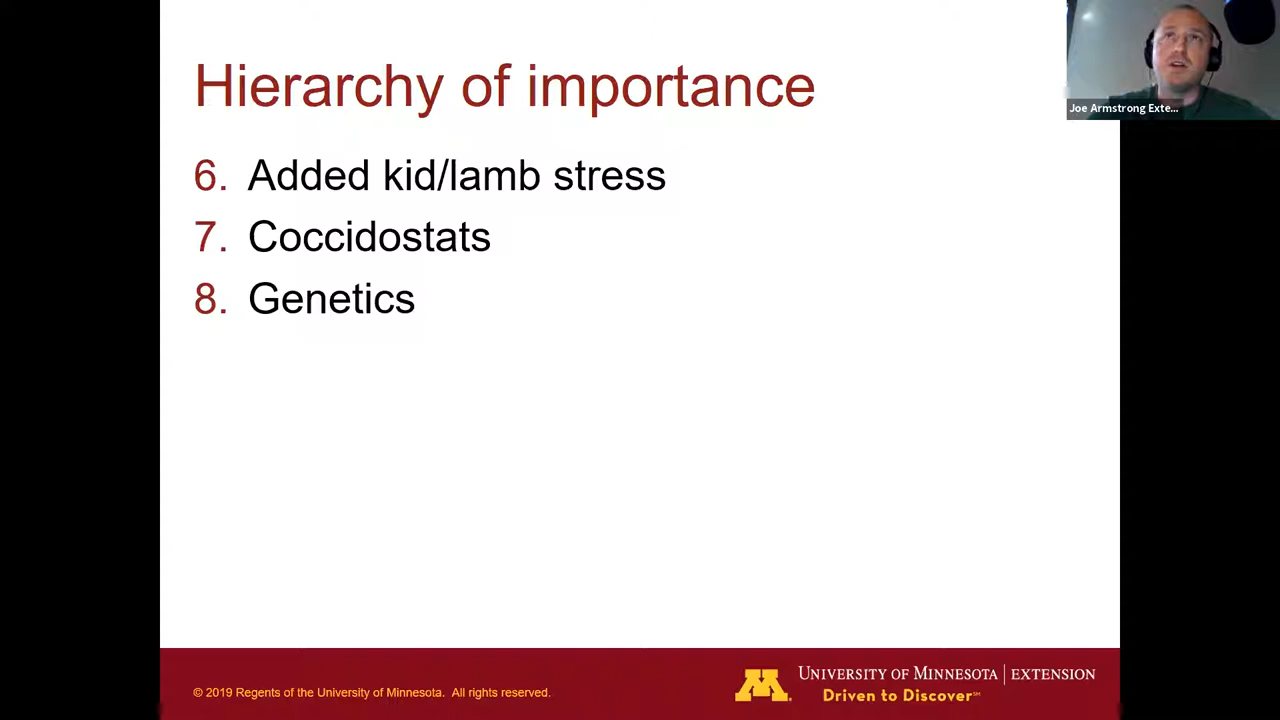 Hierarchy of importance
Joe Armstrong Exte...
6. Added kid/lamb stress
7. Coccidostats
8. Genetics
© 2019 Regents of the University of Minnesota. All rights reserved.
M
UNIVERSITY OF MINNESOTA | EXTENSION
Driven to Discover℠